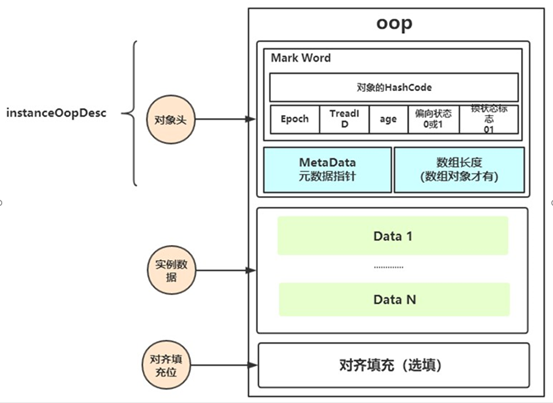 oop
instanceOopDesc
对象头
Mark Word
对象的HashCode
Epoch
TreadI
D
age
偏向状态
0或1
锁状态标
志
01
MetaData
元数据指针
数组长度
(数组对象才有)
实例数
据
Data 1
..............
Data N
对齐填
充位
对齐填充（选填）